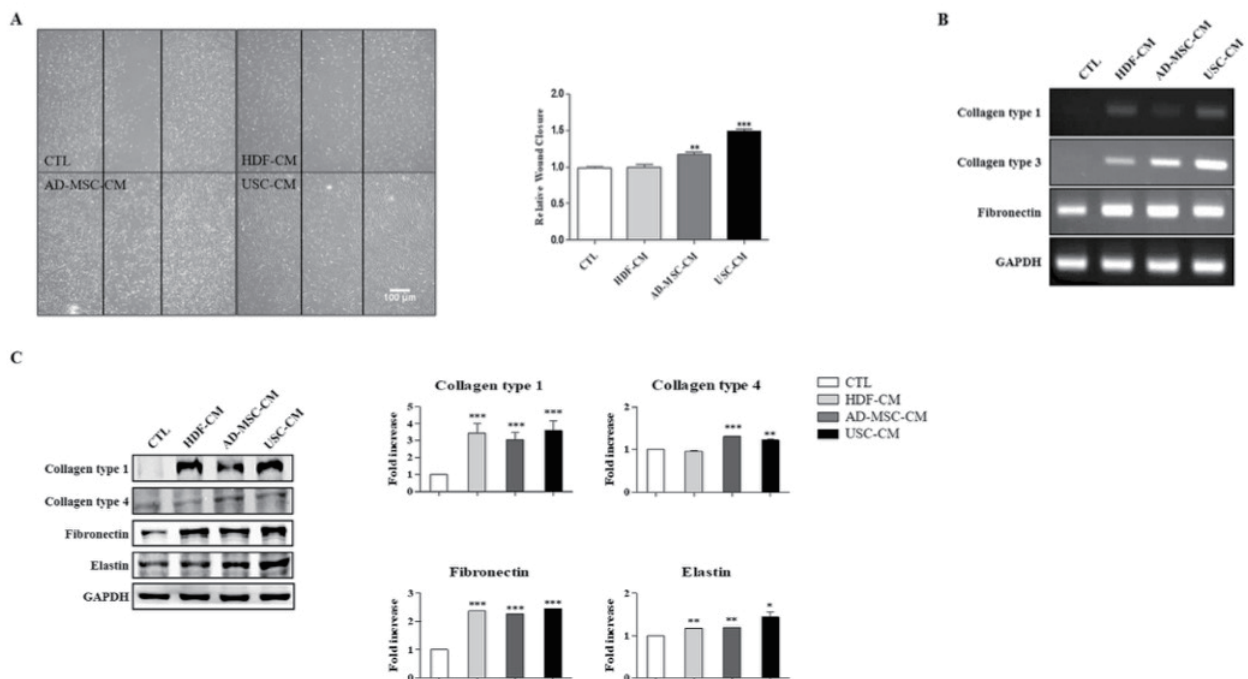 A
CTL
HDF-CM
AD-MSC-CM
USC-CM
100 µm
Relative Wound Closure
2.0
1.5
1.0
0.5
0.0
**
***
CTL
HDF-CM
AD-MSC-CM
USC-CM
B
CTL
HDF-CM
AD-MSC-CM
USC-CM
Collagen type 1
Collagen type 3
Fibronectin
GAPDH
C
CTL
HDF-CM
AD-MSC-CM
USC-CM
Collagen type 1
Collagen type 4
Fibronectin
Elastin
GAPDH
Collagen type 1
Fold increase
5
4
3
2
1
0
***
***
***
Collagen type 4
Fold increase
2
1
0
***
**
CTL
HDF-CM
AD-MSC-CM
USC-CM
Fibronectin
Fold increase
3
2
1
0
***
***
***
Elastin
Fold increase
2
1
0
**
**
*